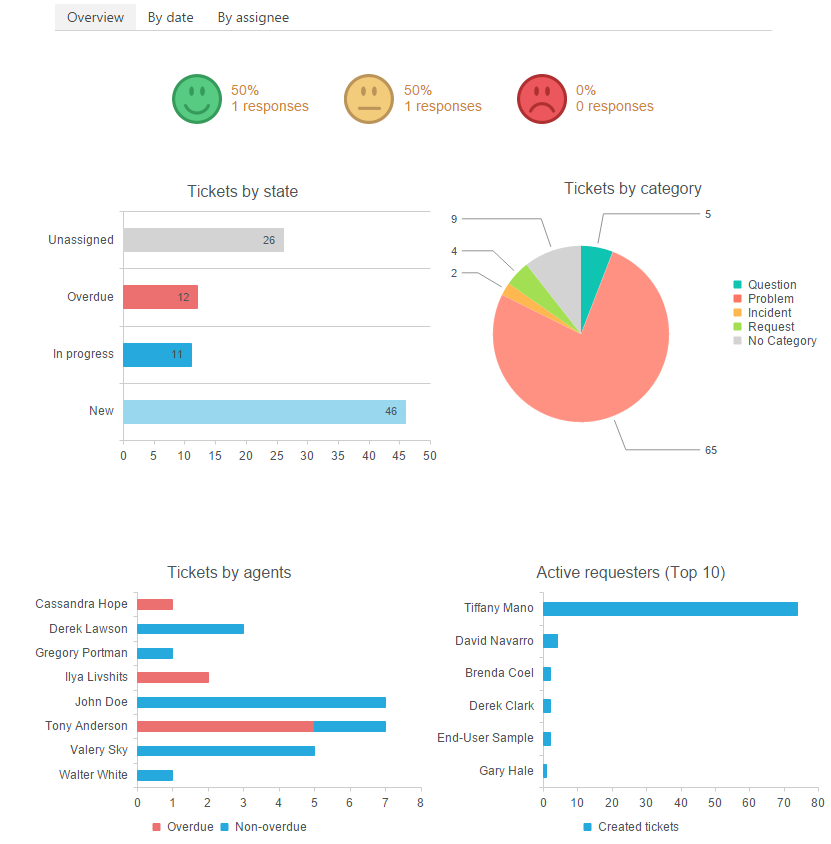 Overview By date By assignee
50% 50% 0%
1 responses 1 responses 0 responses
Tickets by state
Unassigned 26
Overdue 12
In progress 11
New 46
0 5 10 15 20 25 30 35 40 45 50
Tickets by category
9 5
4
2
65
Question
Problem
Incident
Request
No Category
Tickets by agents
Cassandra Hope
Derek Lawson
Gregory Portman
Ilya Livshits
John Doe
Tony Anderson
Valery Sky
Walter White
0 1 2 3 4 5 6 7 8
Overdue Non-overdue
Active requesters (Top 10)
Tiffany Mano
David Navarro
Brenda Coel
Derek Clark
End-User Sample
Gary Hale
0 10 20 30 40 50 60 70 80
Created tickets